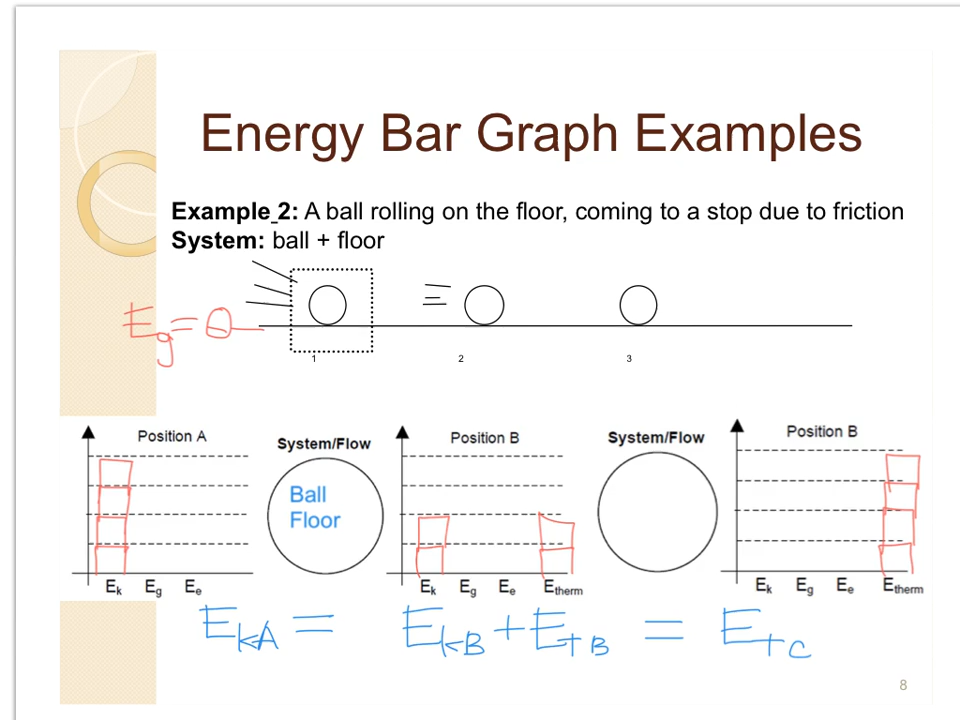 Energy Bar Graph Examples
Example 2: A ball rolling on the floor, coming to a stop due to friction
System: ball + floor
Eg = 0
1 2 3
Position A
System/Flow
Position B
System/Flow
Position B
Ball
Floor
Ek Eg Ee
Ek Eg Ee Etherm
Ek Eg Ee Etherm
EKA = EKB + ETB = ETC
8